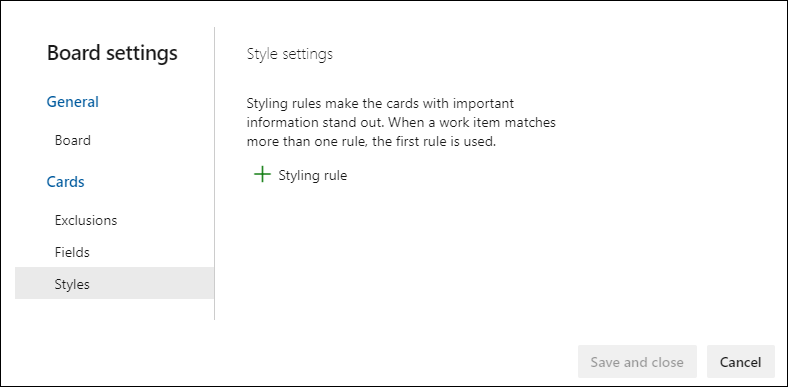 Board settings
General
Board
Cards
Exclusions
Fields
Styles
Style settings
Styling rules make the cards with important
information stand out. When a work item matches
more than one rule, the first rule is used.
Styling rule
Save and close
Cancel